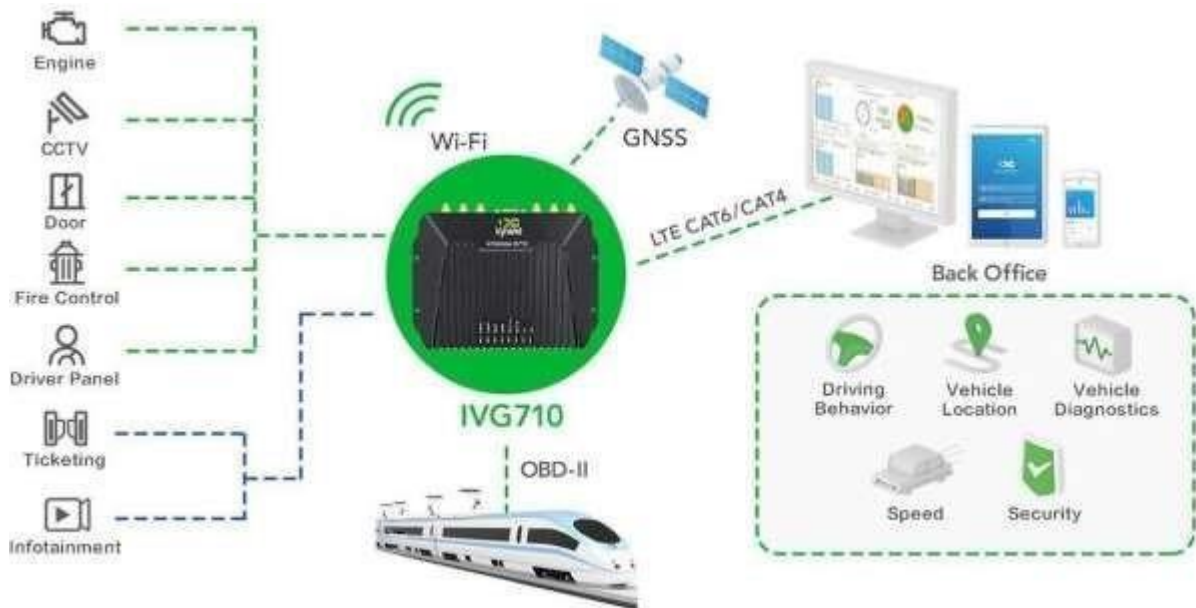 Engine
CCTV
Door
Fire Control
Driver Panel
Ticketing
Infotainment
Wi-Fi
GNSS
LTE CAT6/CAT4
IVG710
OBD-II
Back Office
Driving
Behavior
Vehicle
Location
Vehicle
Diagnostics
Speed
Security